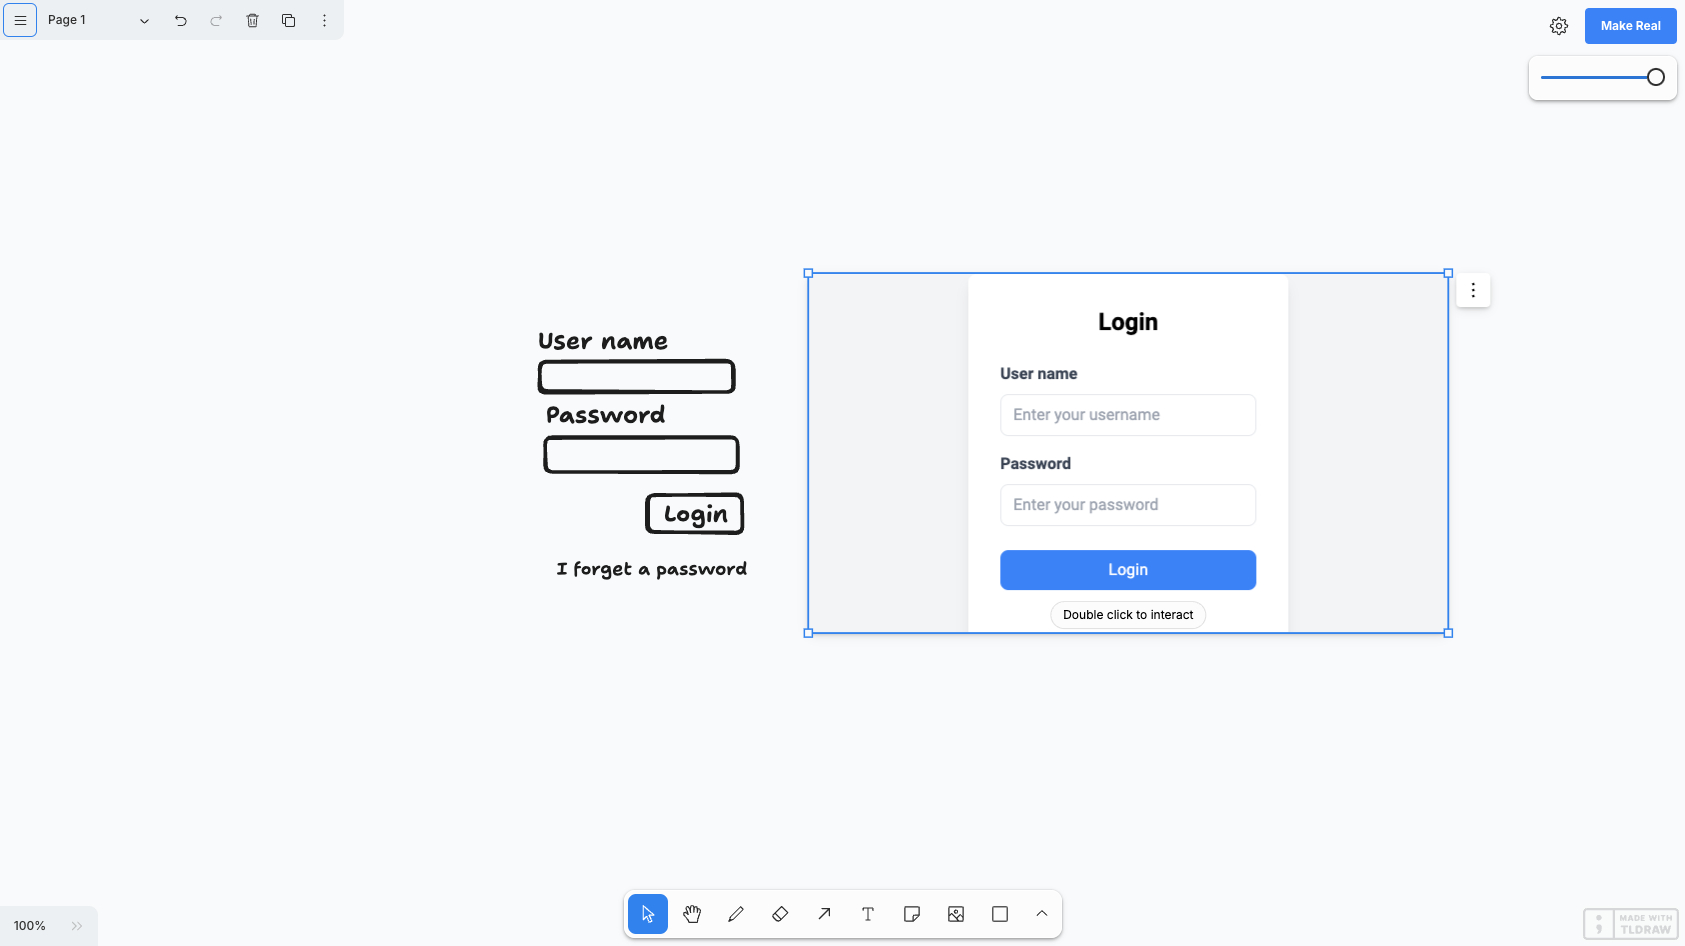 Page 1
Make Real
User name
Password
Login
I forget a password
Login
User name
Enter your username
Password
Enter your password
Login
Double click to interact
100%
MADE WITH
TLDRAW